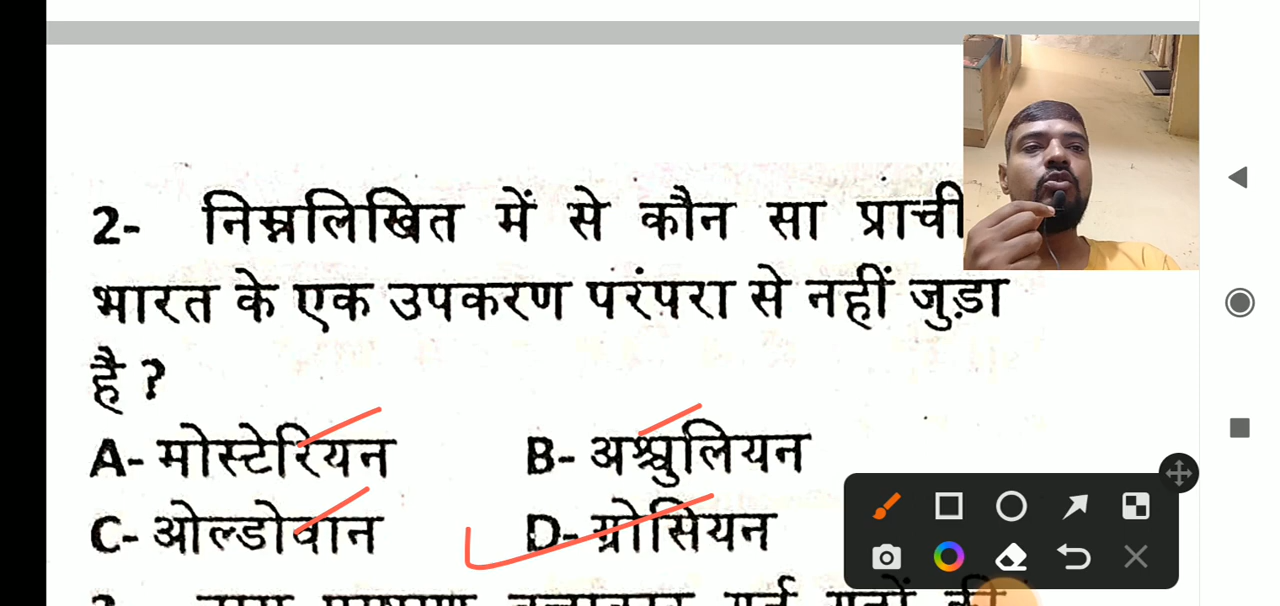 2- निम्नलिखित में से कौन सा प्राची
भारत के एक उपकरण परंपरा से नहीं जुड़ा
है ?
A- मोस्टेरियन B- अश्चुलियन
C- ओल्डोवान D- ग्रोसियन